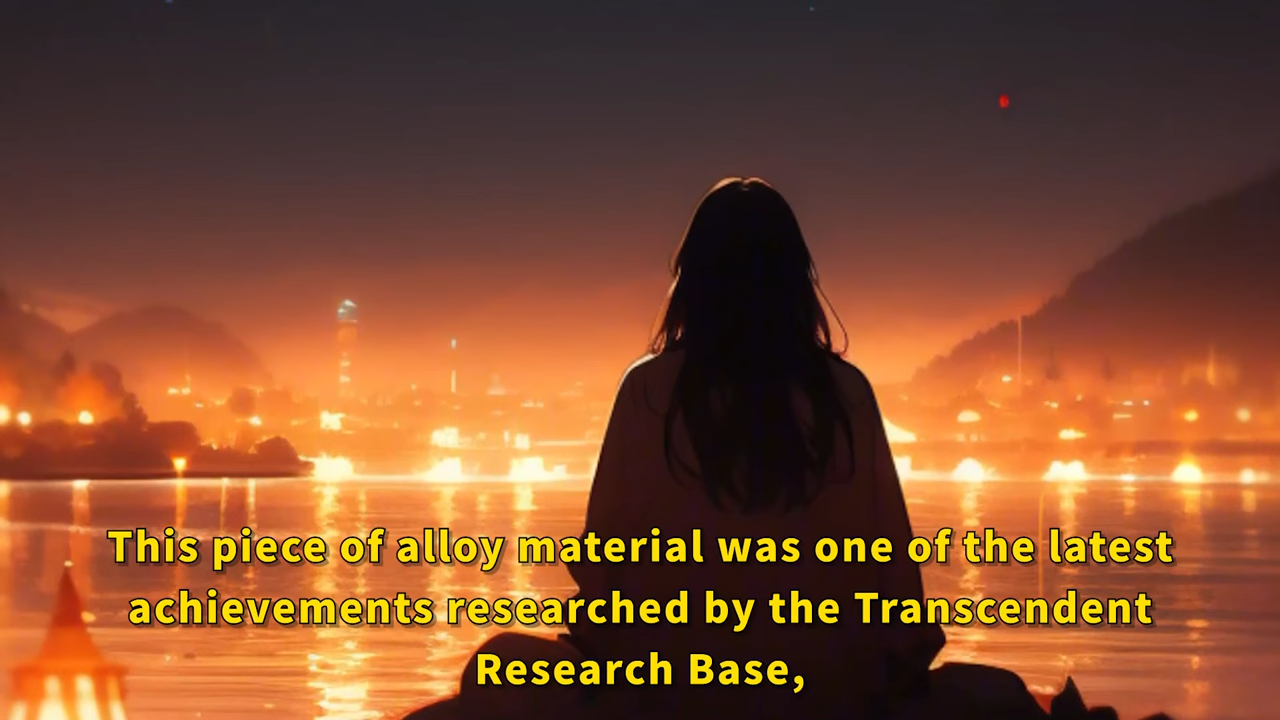 This piece of alloy material was one of the latest
achievements researched by the Transcendent
Research Base,